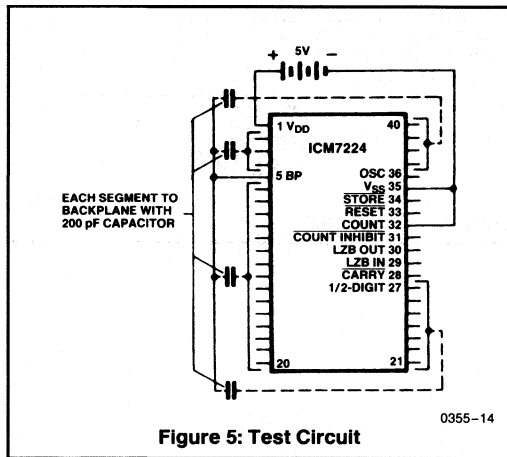 + 5V −
1 VDD
40
ICM7224
5 BP
OSC 36
VSS 35
STORE 34
RESET 33
COUNT 32
COUNT INHIBIT 31
LZB OUT 30
LZB IN 29
CARRY 28
1/2-DIGIT 27
EACH SEGMENT TO
BACKPLANE WITH
200 pF CAPACITOR
20
21
0355–14
Figure 5: Test Circuit